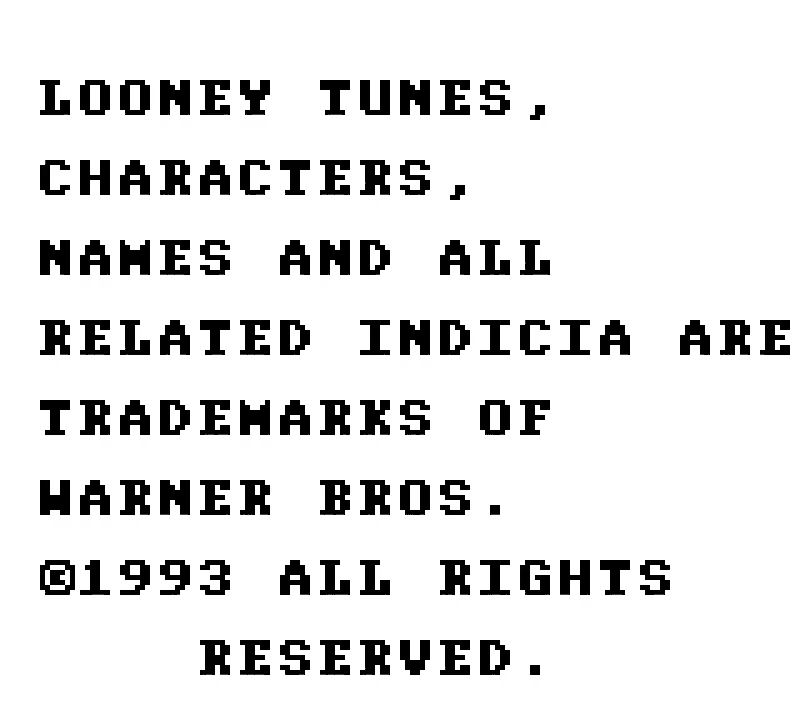 LOONEY TUNES,
CHARACTERS,
NAMES AND ALL
RELATED INDICIA ARE
TRADEMARKS OF
WARNER BROS.
©1993 ALL RIGHTS
RESERVED.